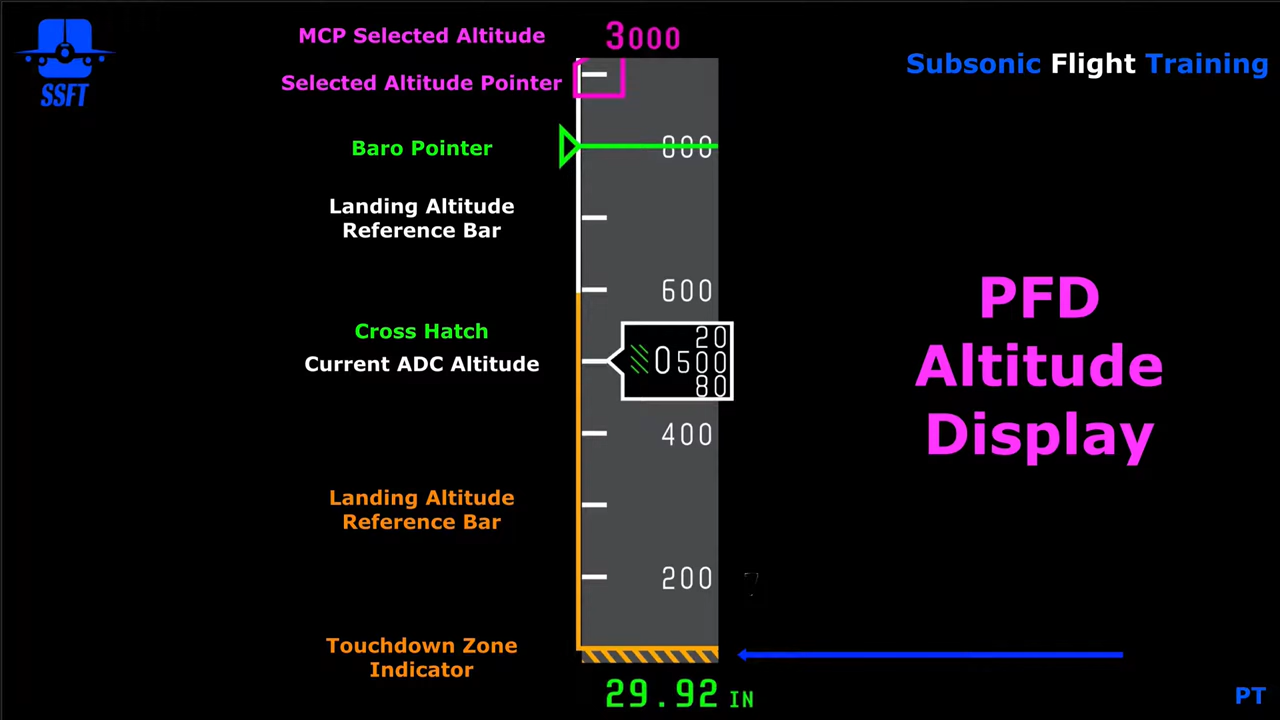 MCP Selected Altitude
3000
Selected Altitude Pointer
SSFT
Subsonic Flight Training
Baro Pointer
800
Landing Altitude
Reference Bar
600
Cross Hatch
Current ADC Altitude
20
0500
80
PFD
Altitude
Display
400
Landing Altitude
Reference Bar
200
Touchdown Zone
Indicator
29.92 IN
PT